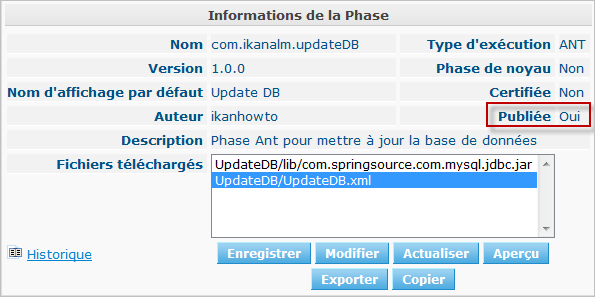 Informations de la Phase
Nom com.ikanalm.updateDB Type d'exécution ANT
Version 1.0.0 Phase de noyau Non
Nom d'affichage par défaut Update DB Certifiée Non
Auteur ikanhowto Publiée Oui
Description Phase Ant pour mettre à jour la base de données
Fichiers téléchargés UpdateDB/lib/com.springsource.com.mysql.jdbc.jar
UpdateDB/UpdateDB.xml
Historique Enregistrer Modifier Actualiser Aperçu
Exporter Copier